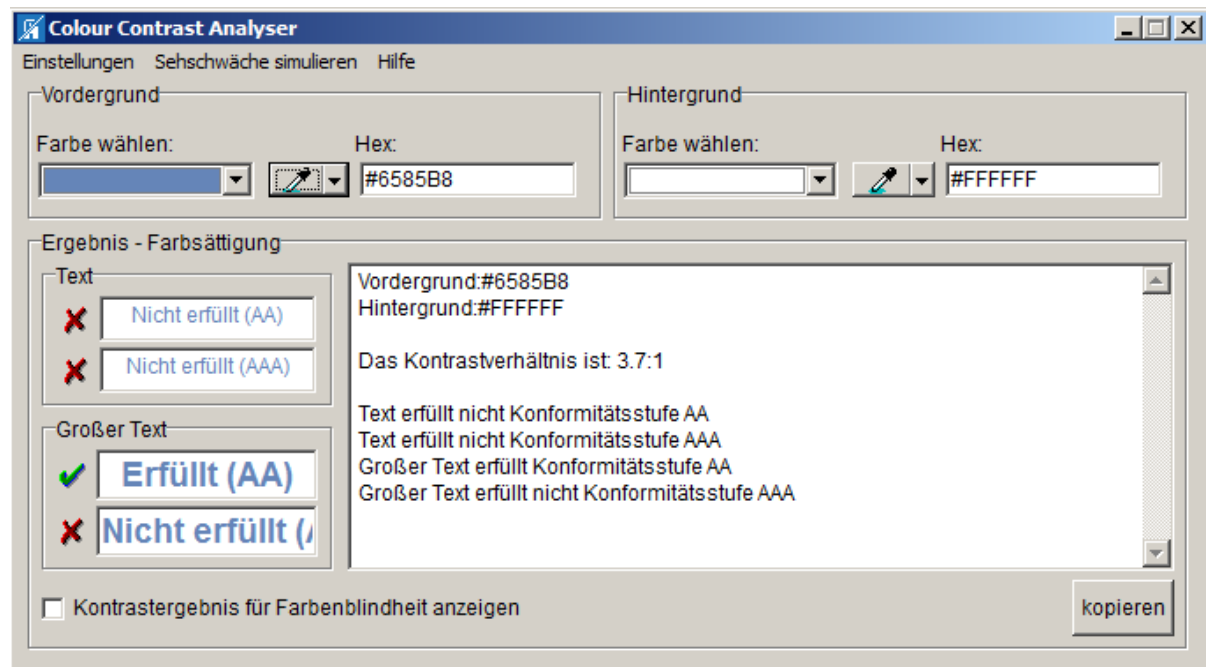 Colour Contrast Analyser
Einstellungen Sehschwäche simulieren Hilfe
Vordergrund
Farbe wählen: Hex:
#6585B8
Hintergrund
Farbe wählen: Hex:
#FFFFFF
Ergebnis - Farbsättigung
Text
Nicht erfüllt (AA)
Nicht erfüllt (AAA)
Großer Text
Erfüllt (AA)
Nicht erfüllt (
Vordergrund:#6585B8
Hintergrund:#FFFFFF
Das Kontrastverhältnis ist: 3.7:1
Text erfüllt nicht Konformitätsstufe AA
Text erfüllt nicht Konformitätsstufe AAA
Großer Text erfüllt Konformitätsstufe AA
Großer Text erfüllt nicht Konformitätsstufe AAA
Kontrastergebnis für Farbenblindheit anzeigen
kopieren